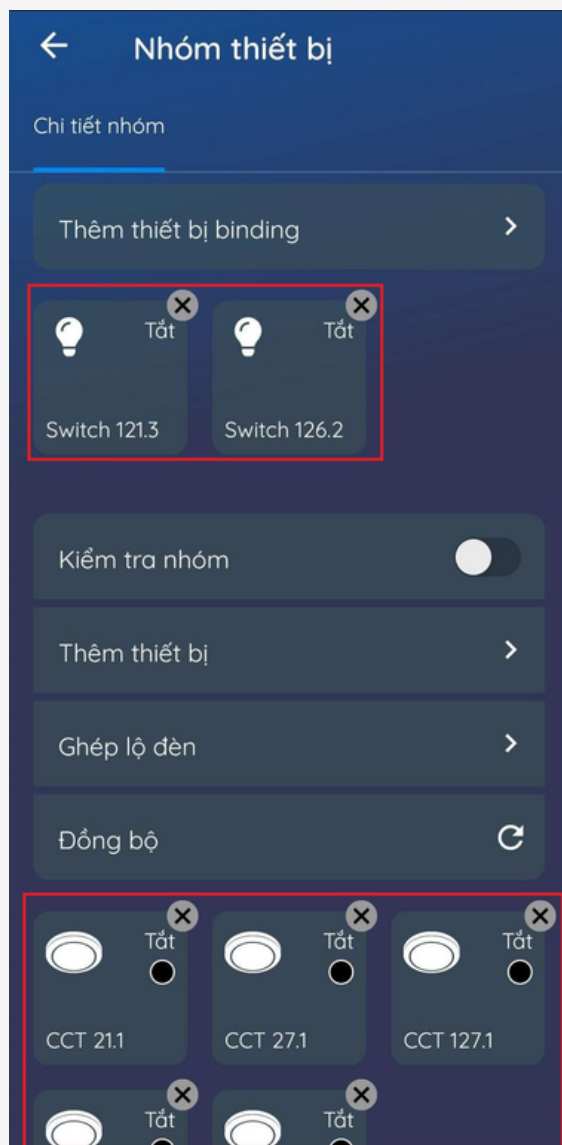 Nhóm thiết bị
Chi tiết nhóm
Thêm thiết bị binding
Tắt Tắt
Switch 121.3 Switch 126.2
Kiểm tra nhóm
Thêm thiết bị
Ghép lộ đèn
Đồng bộ
Tắt Tắt Tắt
CCT 21.1 CCT 27.1 CCT 127.1
Tắt Tắt